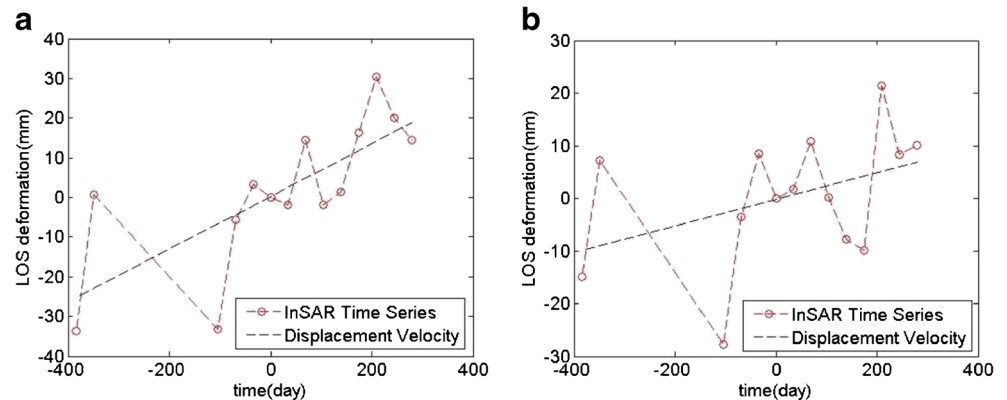 a
40
30
20
10
0
-10
-20
-30
-40
-400
-200
0
200
400
LOS deformation(mm)
time(day)
InSAR Time Series
Displacement Velocity
b
30
20
10
0
-10
-20
-30
-400
-200
0
200
400
LOS deformation(mm)
time(day)
InSAR Time Series
Displacement Velocity